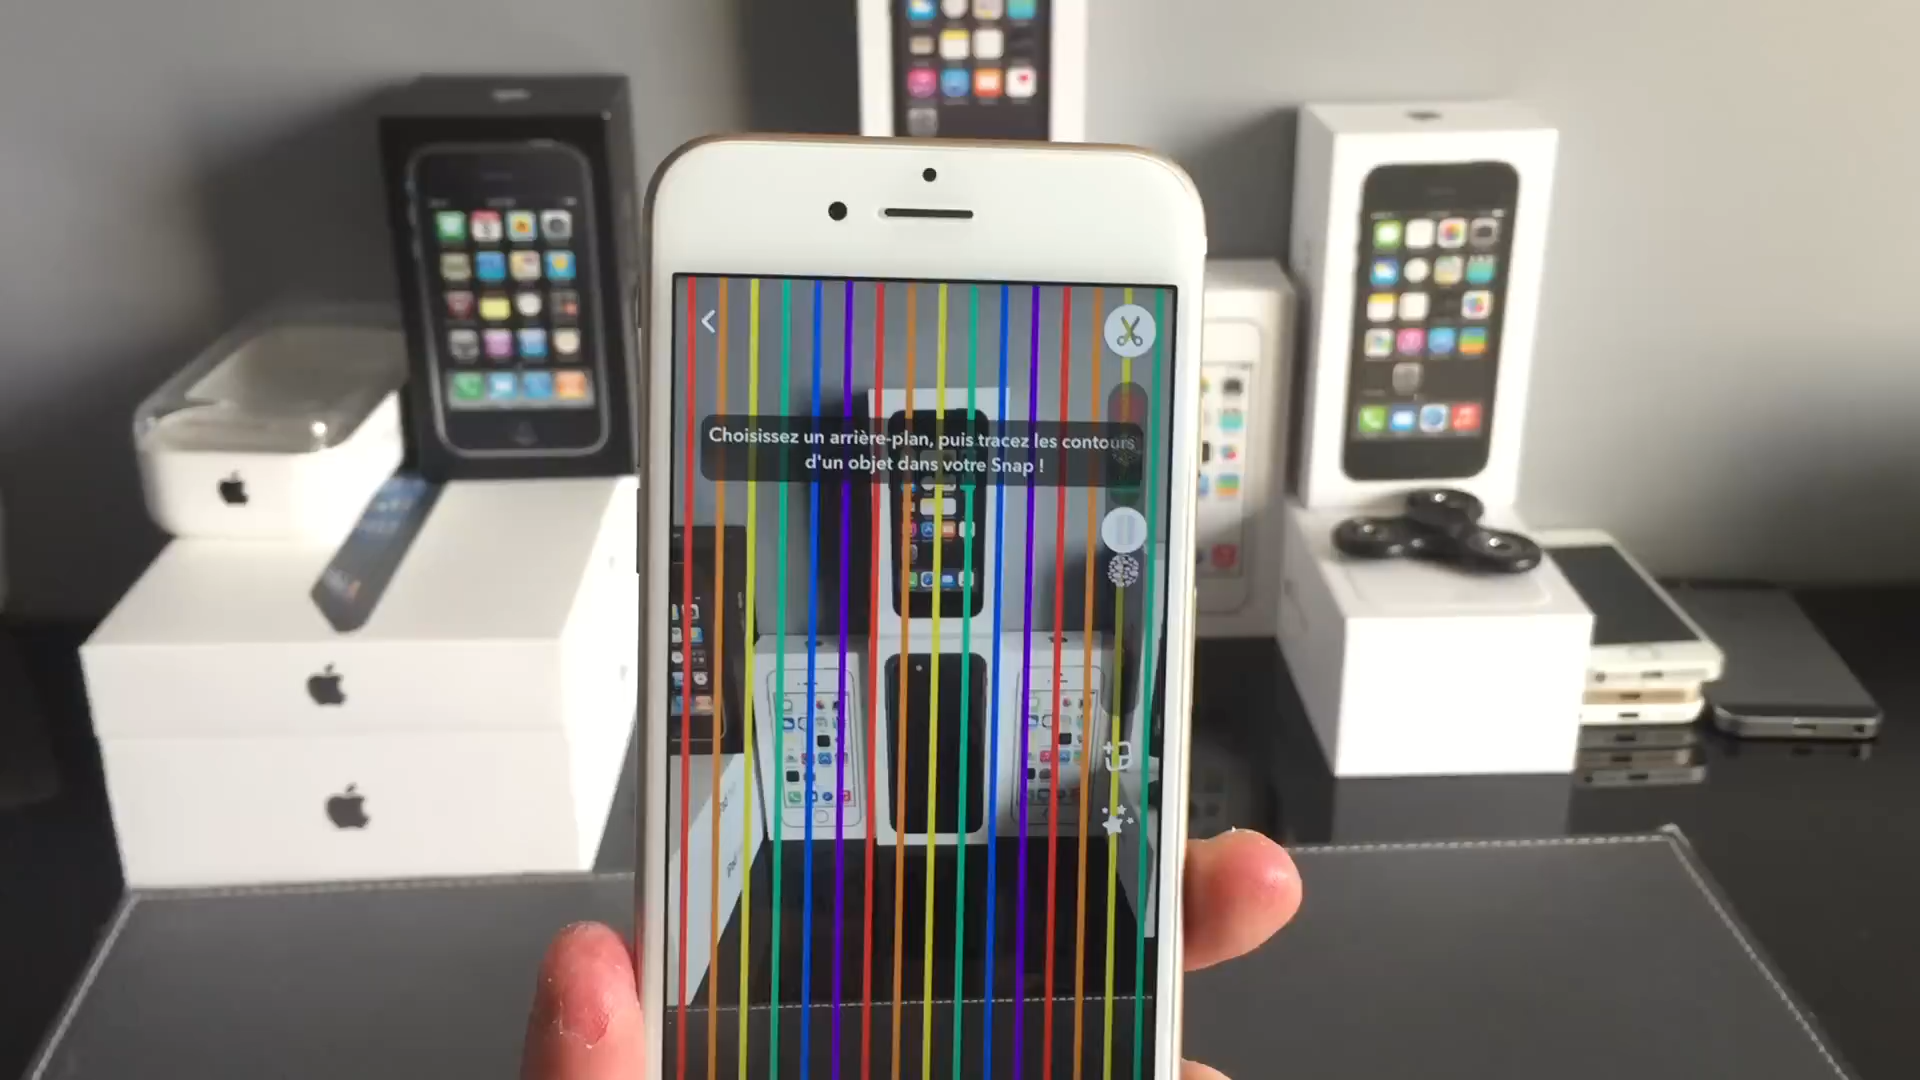 Choisissez un arrière-plan, puis tracez les contours
d'un objet dans votre Snap !